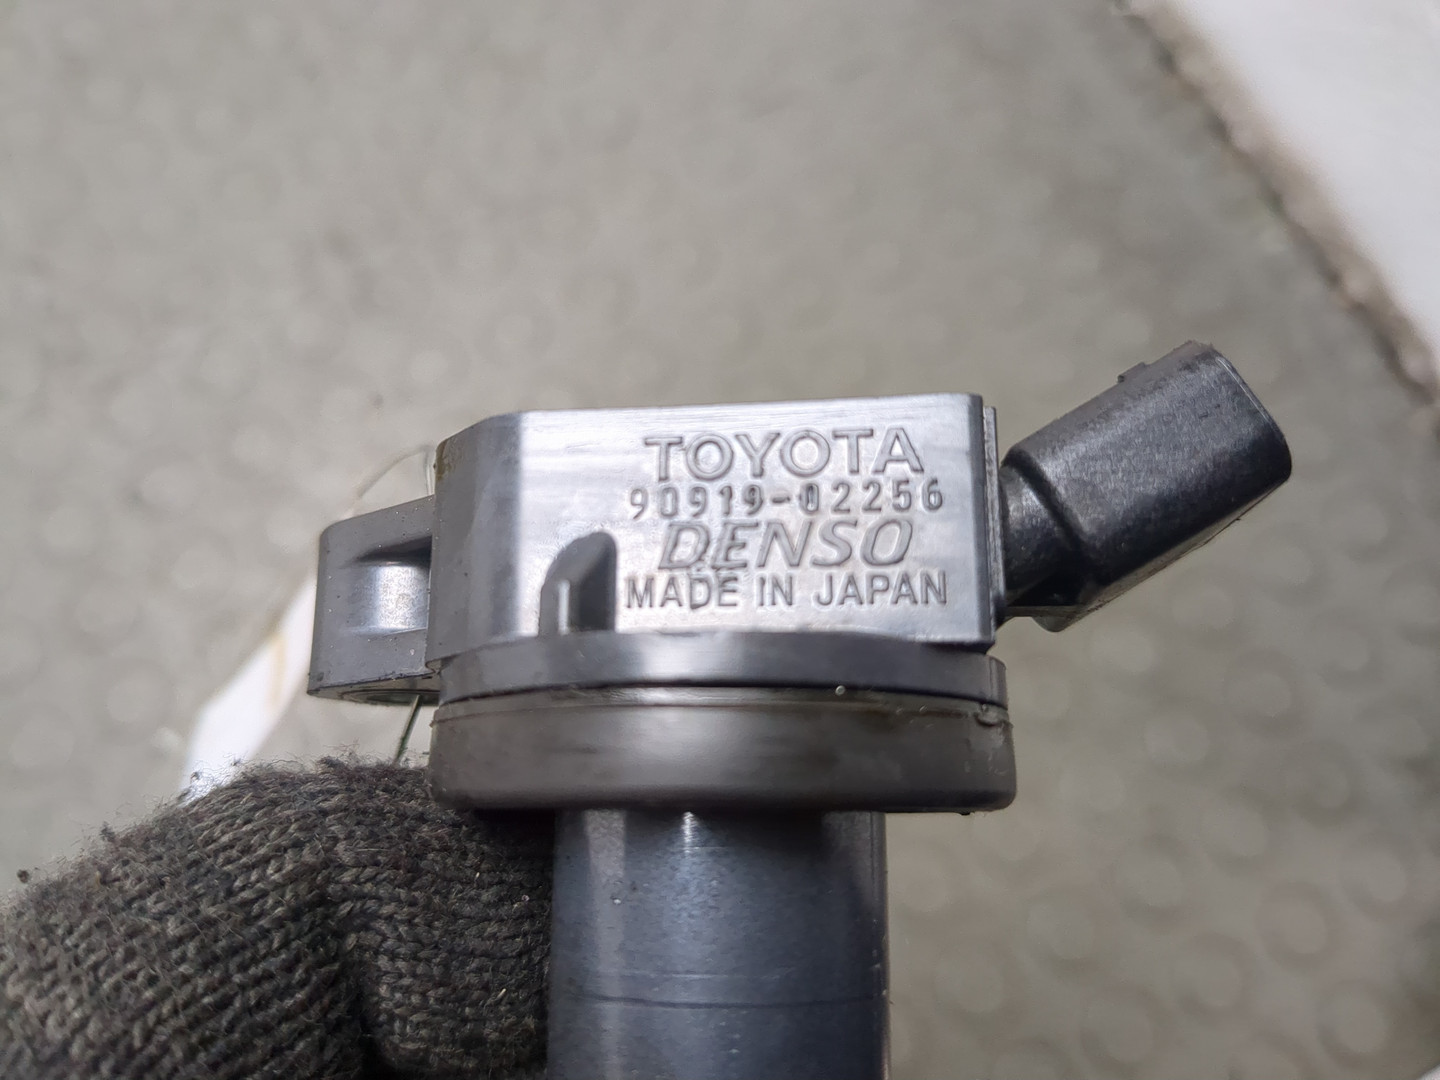 TOYOTA
90919-02256
DENSO
MADE IN JAPAN